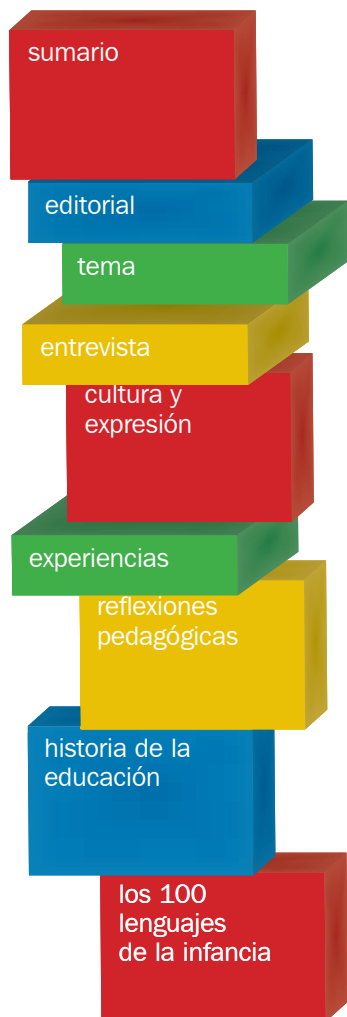 sumario
editorial
tema
entrevista
cultura y
expresión
experiencias
reflexiones
pedagógicas
historia de la
educación
los 100
lenguajes
de la infancia